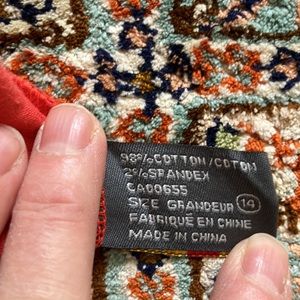 98%COTTON/COTON
2%SPANDEX
CA00655
SIZE GRANDEUR 14
FABRIQUÉ EN CHINE
MADE IN CHINA